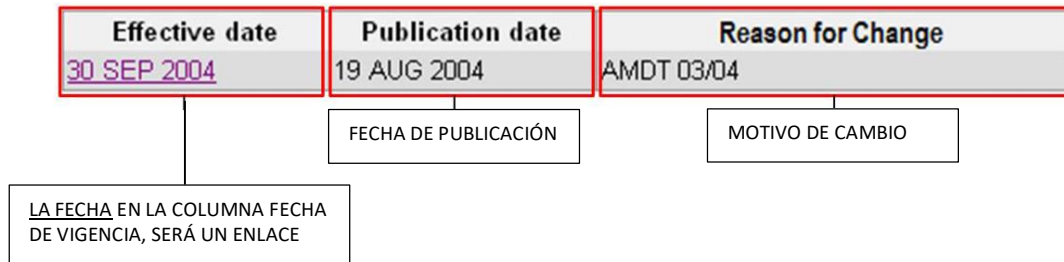 Effective date Publication date Reason for Change
30 SEP 2004 19 AUG 2004 AMDT 03/04
FECHA DE PUBLICACIÓN MOTIVO DE CAMBIO
LA FECHA EN LA COLUMNA FECHA
DE VIGENCIA, SERÁ UN ENLACE